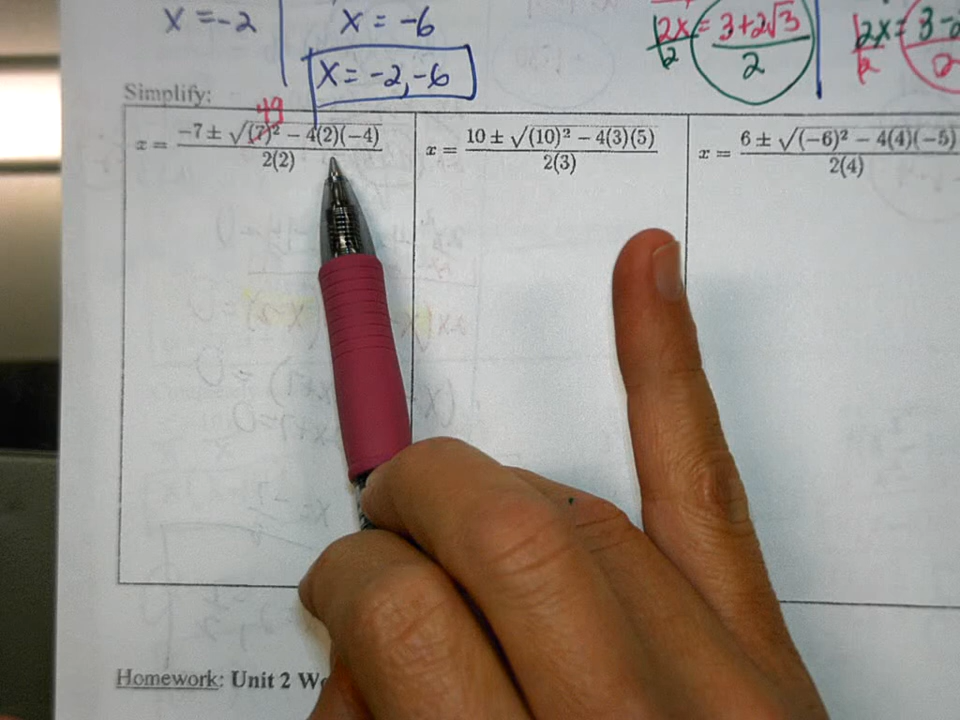 x = -2
x = -6
x = -2, -6
2x = 3+2√3
2 2
2x = 3-2
2 2
Simplify:
49
x = (-7 ± √((7)² - 4(2)(-4))) / 2(2)
x = (10 ± √((10)² - 4(3)(5))) / 2(3)
x = (6 ± √((-6)² - 4(4)(-5))) / 2(4)
Homework: Unit 2